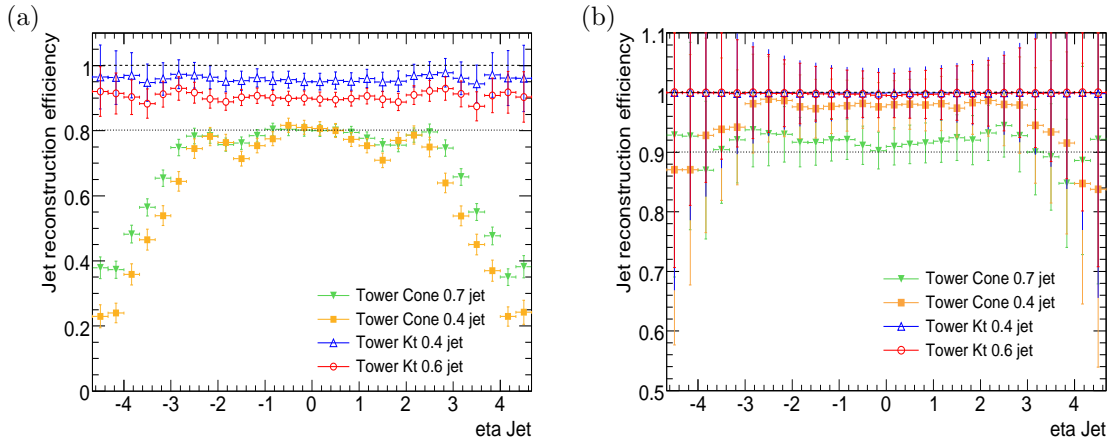 (a)
Jet reconstruction efficiency
1
0.8
0.6
0.4
0.2
0
-4 -3 -2 -1 0 1 2 3 4
eta Jet
Tower Cone 0.7 jet
Tower Cone 0.4 jet
Tower Kt 0.4 jet
Tower Kt 0.6 jet
(b)
Jet reconstruction efficiency
1.1
1
0.9
0.8
0.7
0.6
0.5
-4 -3 -2 -1 0 1 2 3 4
eta Jet
Tower Cone 0.7 jet
Tower Cone 0.4 jet
Tower Kt 0.4 jet
Tower Kt 0.6 jet